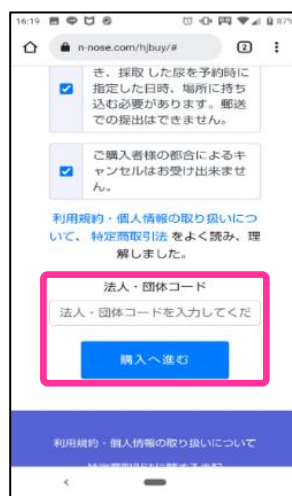 16:19
87%
n-nose.com/hjbuy/#
2
き、採取した尿を予約時に
指定した日時、場所に持ち
込む必要があります。郵送
での提出はできません。
ご購入者様の都合によるキ
ャンセルはお受け出来ませ
ん。
利用規約・個人情報の取り扱いにつ
いて、 特定商取引法 をよく読み、理
解しました。
法人・団体コード
法人・団体コードを入力してくだ
購入へ進む
利用規約・個人情報の取り扱いについて